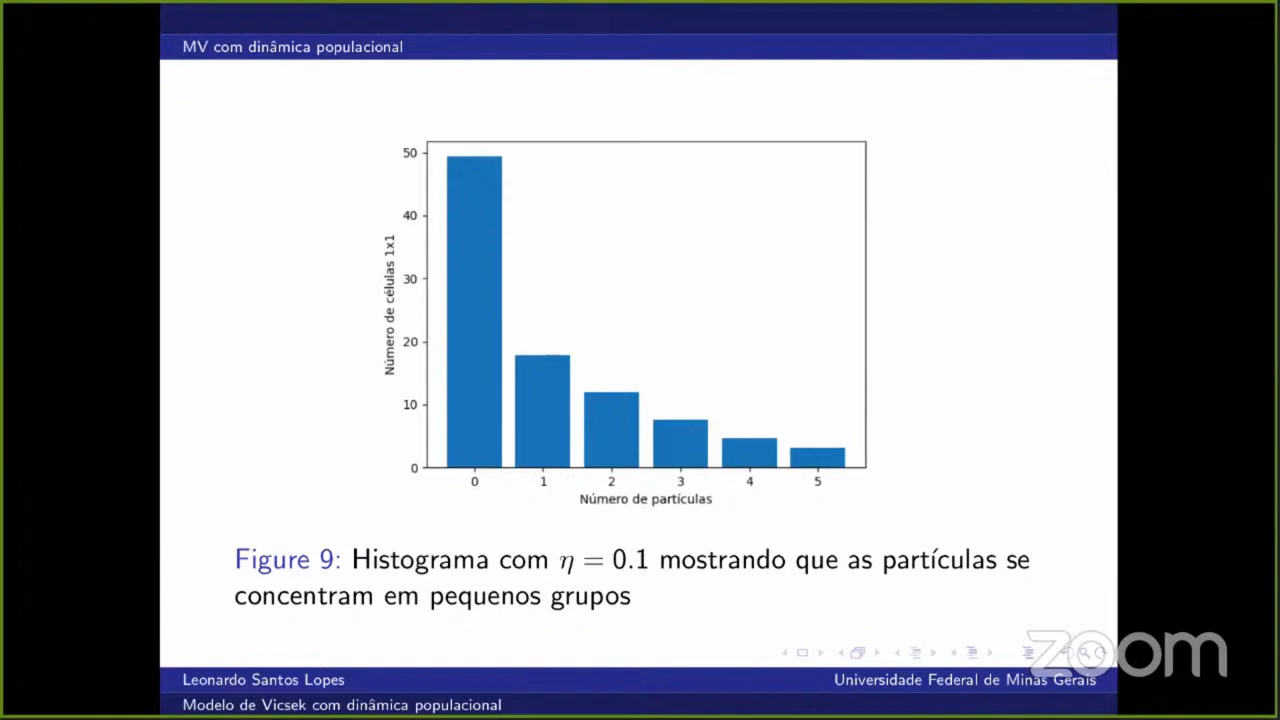 MV com dinâmica populacional
50
40
30
20
10
0
Número de células 1x1
0 1 2 3 4 5
Número de partículas
Figure 9: Histograma com η = 0.1 mostrando que as partículas se
concentram em pequenos grupos
zoom
Leonardo Santos Lopes
Universidade Federal de Minas Gerais
Modelo de Vicsek com dinâmica populacional